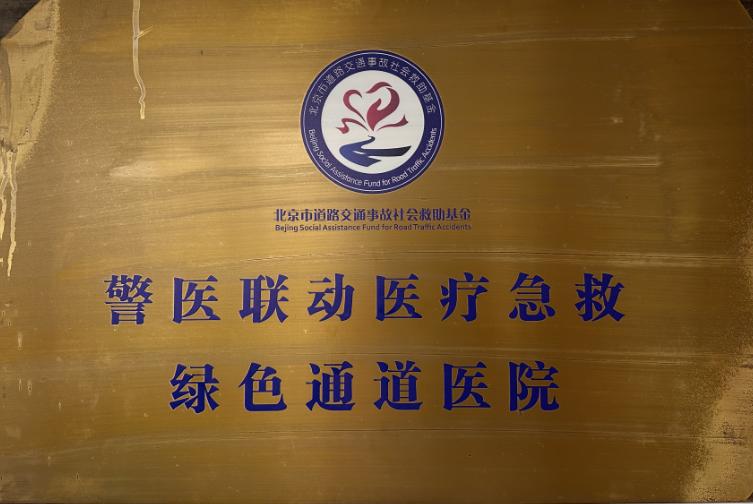 北京市道路交通事故社会救助基金
Beijing Social Assistance Fund for Road Traffic Accidents
北京市道路交通事故社会救助基金
Bejing Social Assistance Fund for Road Traffic Accidents
警医联动医疗急救
绿色通道医院